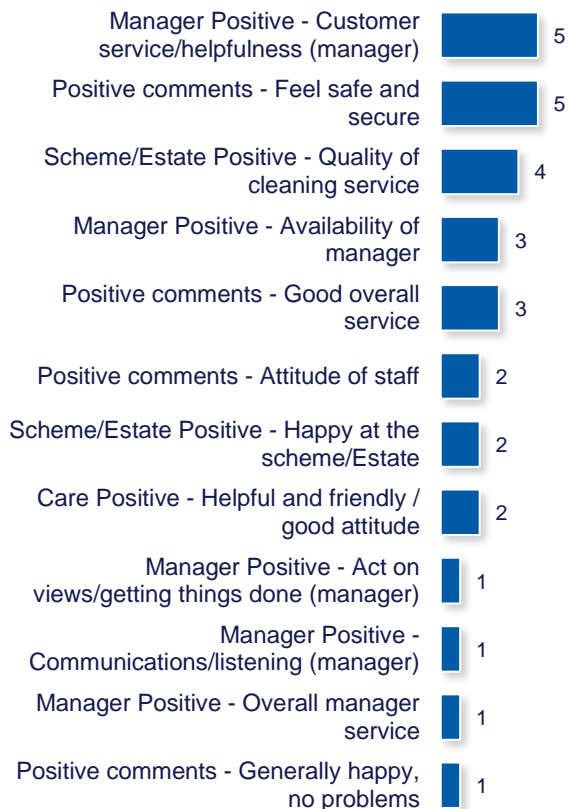 Manager Positive - Customer
service/helpfulness (manager)
5
Positive comments - Feel safe and
secure
5
Scheme/Estate Positive - Quality of
cleaning service
4
Manager Positive - Availability of
manager
3
Positive comments - Good overall
service
3
Positive comments - Attitude of staff
2
Scheme/Estate Positive - Happy at the
scheme/Estate
2
Care Positive - Helpful and friendly /
good attitude
2
Manager Positive - Act on
views/getting things done (manager)
1
Manager Positive -
Communications/listening (manager)
1
Manager Positive - Overall manager
service
1
Positive comments - Generally happy,
no problems
1